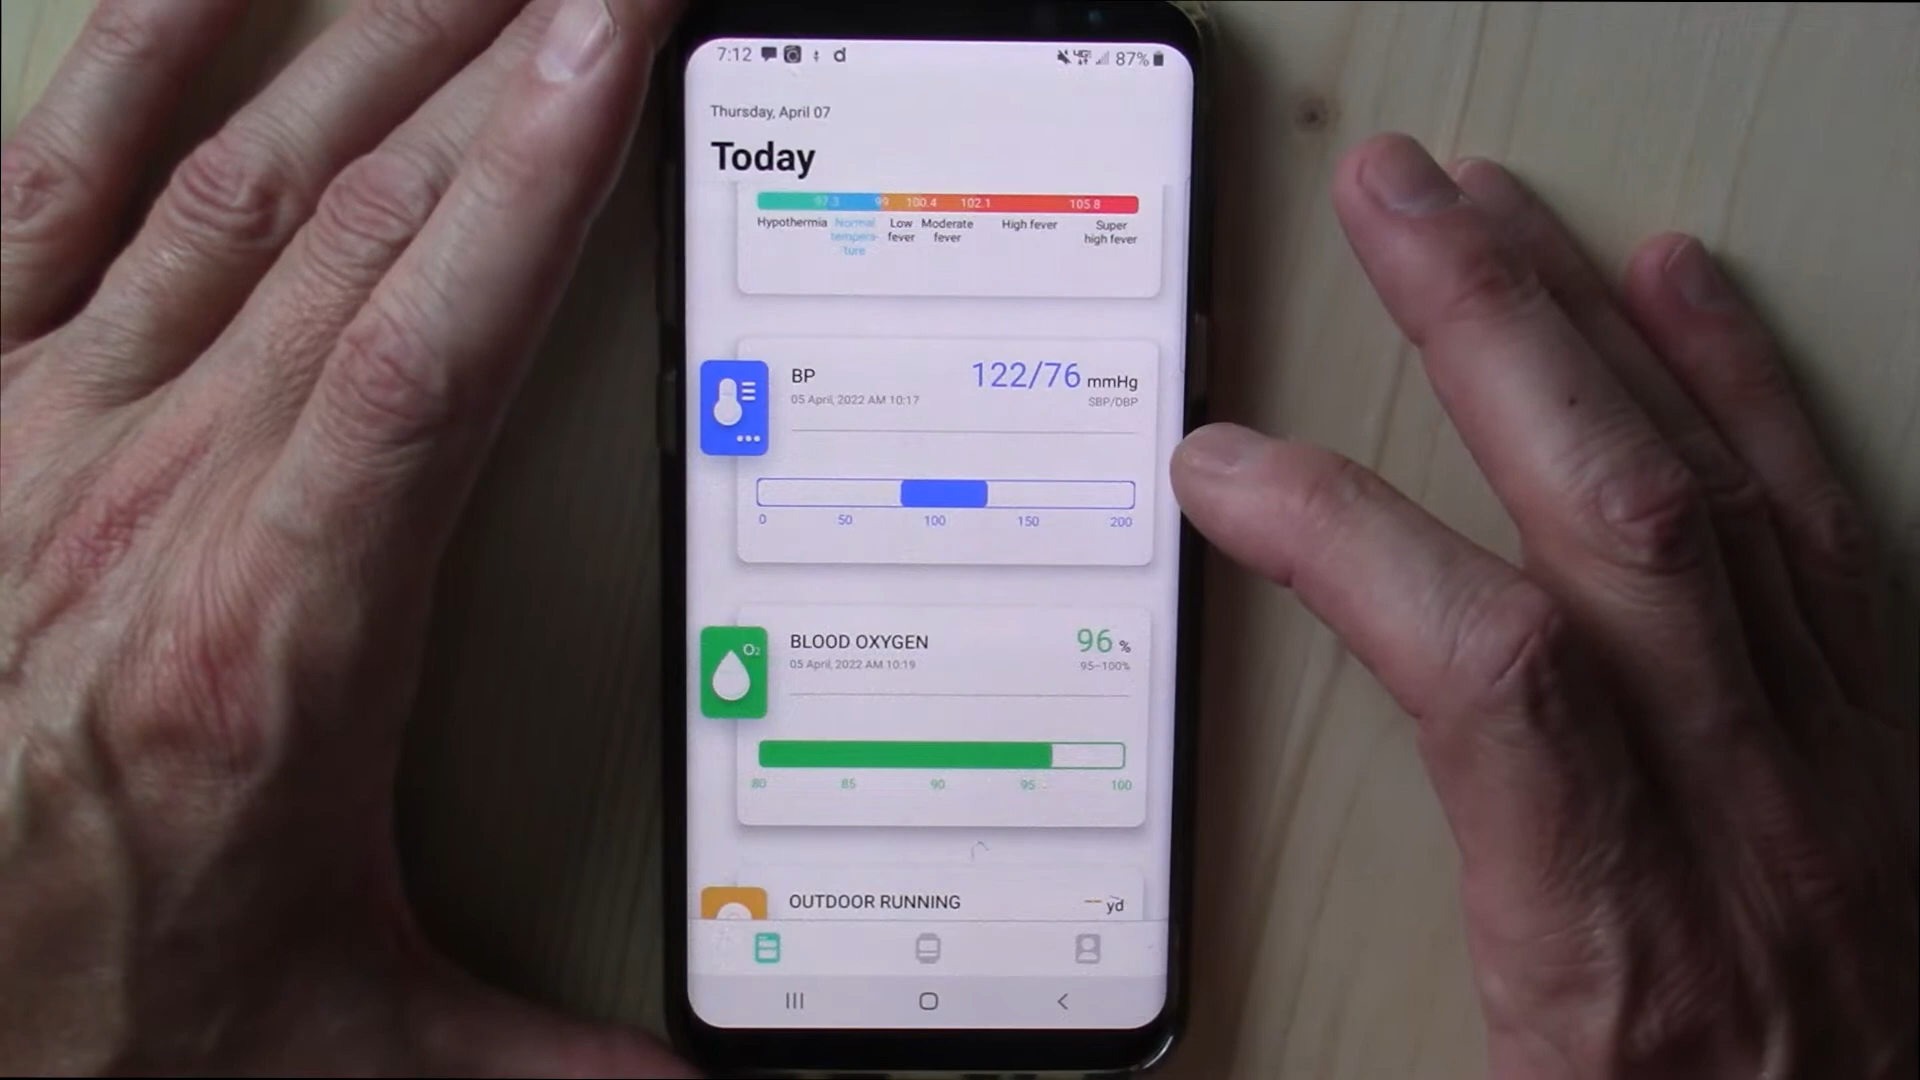 7:12 d 87%
Thursday, April 07
Today
97.3 99 100.4 102.1 105.8
Hypothermia Normal tempera- ture Low fever Moderate fever High fever Super high fever
BP 122/76 mmHg
05 April, 2022 AM 10:17 SBP/DBP
0 50 100 150 200
O₂ BLOOD OXYGEN 96 %
05 April, 2022 AM 10:19 95-100%
80 85 90 95 100
OUTDOOR RUNNING -- yd